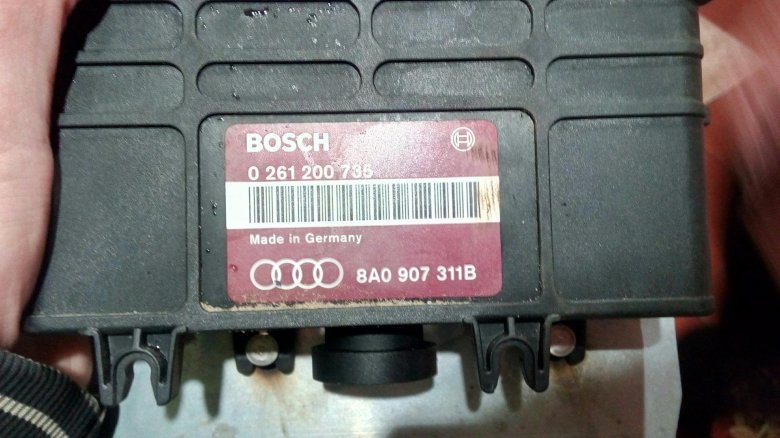 BOSCH
0 261 200 735
Made in Germany
8A0 907 311B